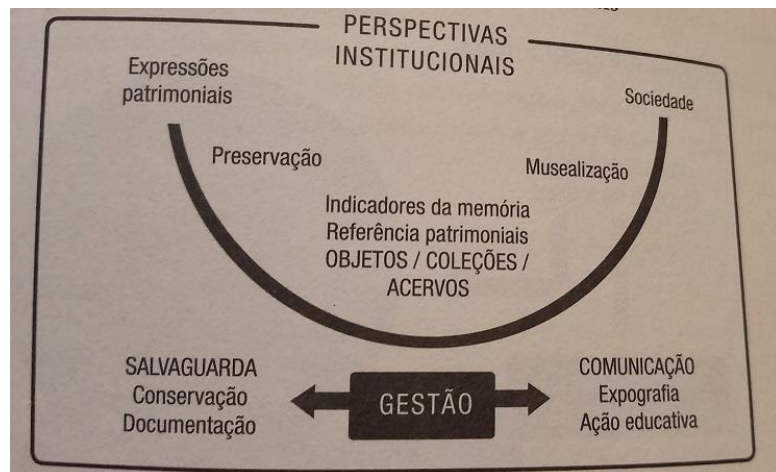 PERSPECTIVAS
INSTITUCIONAIS
Expressões
patrimoniais
Sociedade
Preservação
Musealização
Indicadores da memória
Referência patrimoniais
OBJETOS / COLEÇÕES /
ACERVOS
SALVAGUARDA
Conservação
Documentação
GESTÃO
COMUNICAÇÃO
Expografia
Ação educativa